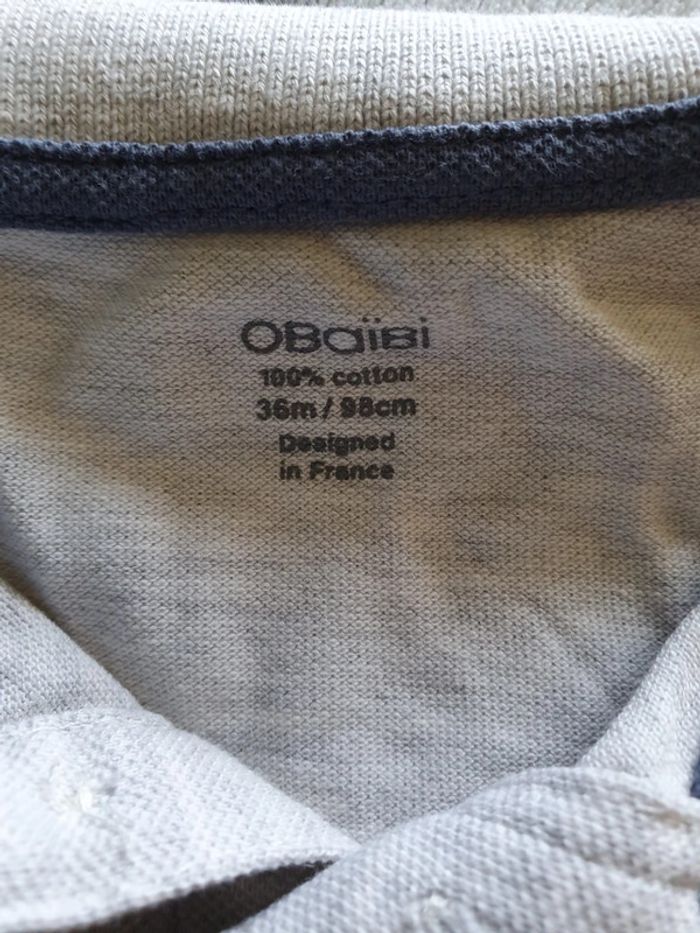 OBaïBi
100% cotton
36m / 98cm
Designed
in France